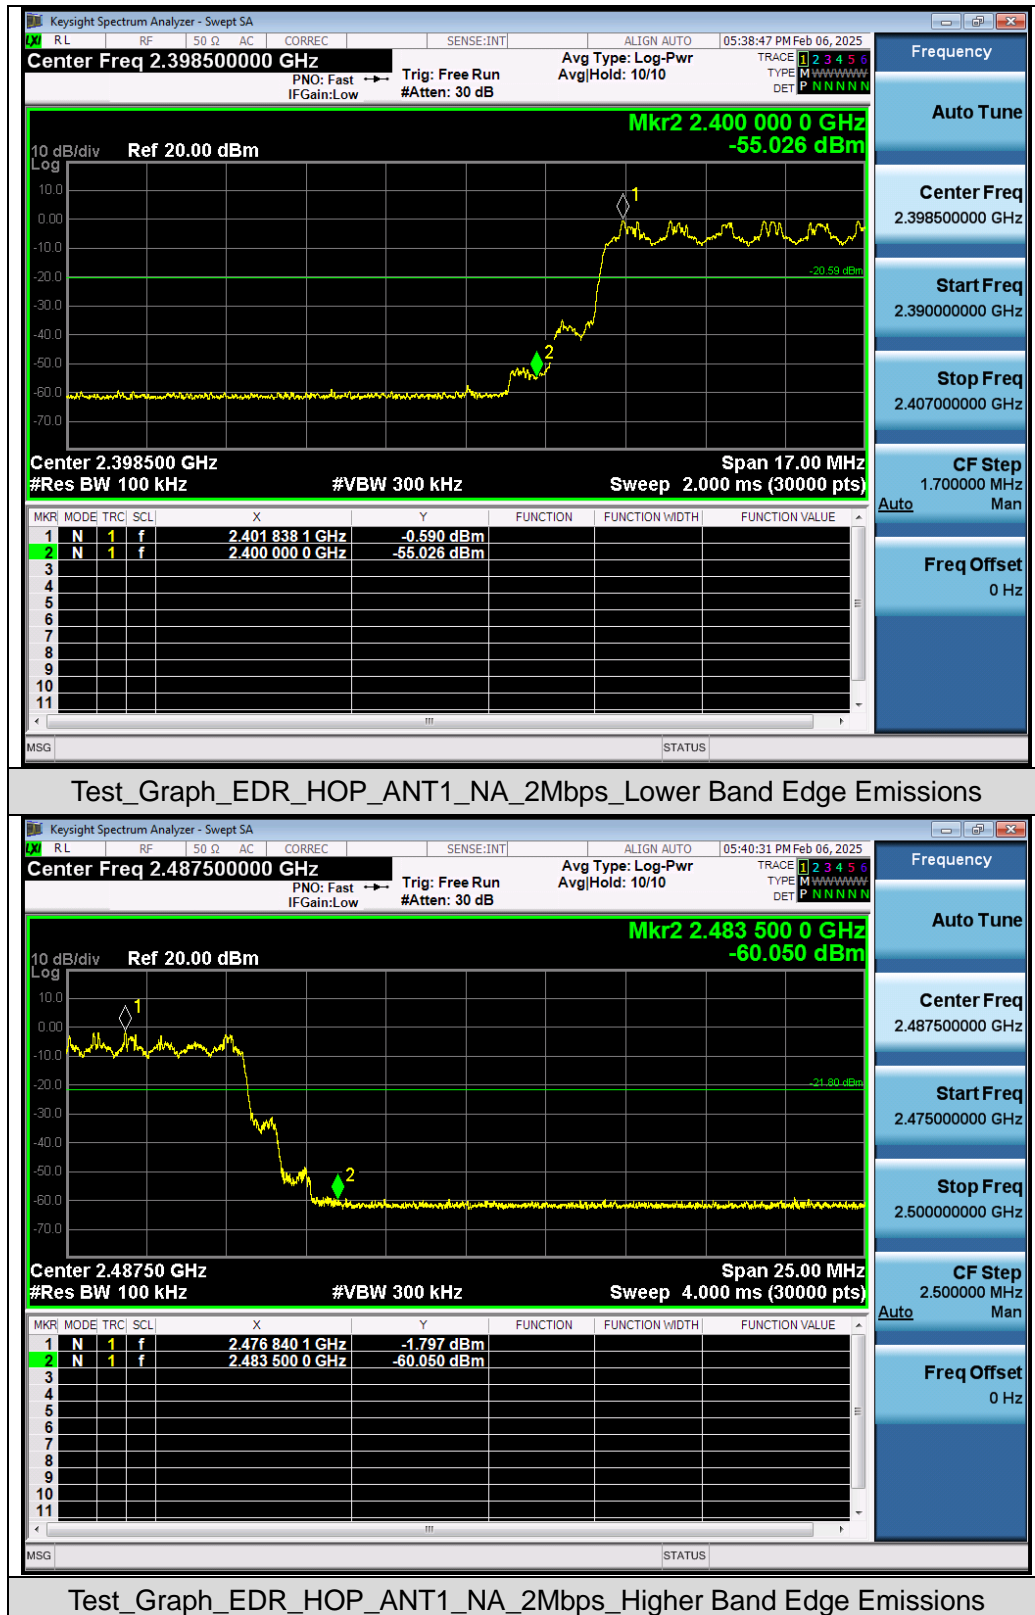 Keysight Spectrum Analyzer - Swept SA
LXI RL RF 50 Ω AC CORREC SENSE:INT ALIGN AUTO 05:38:47 PM Feb 06, 2025
Center Freq 2.398500000 GHz
PNO: Fast
IFGain:Low
Trig: Free Run
#Atten: 30 dB
Avg Type: Log-Pwr
Avg|Hold: 10/10
TRACE 1 2 3 4 5 6
TYPE M WWWWW
DET P N N N N N
Mkr2 2.400 000 0 GHz
-55.026 dBm
10 dB/div Ref 20.00 dBm
Log
10.0
0.00
-10.0
-20.0
-30.0
-40.0
-50.0
-60.0
-70.0
1
2
-20.59 dBm
Center 2.398500 GHz Span 17.00 MHz
#Res BW 100 kHz #VBW 300 kHz Sweep 2.000 ms (30000 pts)
MKR MODE TRC SCL X Y FUNCTION FUNCTION WIDTH FUNCTION VALUE
1 N 1 f 2.401 838 1 GHz -0.590 dBm
2 N 1 f 2.400 000 0 GHz -55.026 dBm
3
4
5
6
7
8
9
10
11
MSG STATUS
Frequency
Auto Tune
Center Freq
2.398500000 GHz
Start Freq
2.390000000 GHz
Stop Freq
2.407000000 GHz
CF Step
1.700000 MHz
Auto Man
Freq Offset
0 Hz
Test_Graph_EDR_HOP_ANT1_NA_2Mbps_Lower Band Edge Emissions
Keysight Spectrum Analyzer - Swept SA
LXI RL RF 50 Ω AC CORREC SENSE:INT ALIGN AUTO 05:40:31 PM Feb 06, 2025
Center Freq 2.487500000 GHz
PNO: Fast
IFGain:Low
Trig: Free Run
#Atten: 30 dB
Avg Type: Log-Pwr
Avg|Hold: 10/10
TRACE 1 2 3 4 5 6
TYPE M WWWWW
DET P N N N N N
Mkr2 2.483 500 0 GHz
-60.050 dBm
10 dB/div Ref 20.00 dBm
Log
10.0
0.00
-10.0
-20.0
-30.0
-40.0
-50.0
-60.0
-70.0
1
2
-21.80 dBm
Center 2.48750 GHz Span 25.00 MHz
#Res BW 100 kHz #VBW 300 kHz Sweep 4.000 ms (30000 pts)
MKR MODE TRC SCL X Y FUNCTION FUNCTION WIDTH FUNCTION VALUE
1 N 1 f 2.476 840 1 GHz -1.797 dBm
2 N 1 f 2.483 500 0 GHz -60.050 dBm
3
4
5
6
7
8
9
10
11
MSG STATUS
Frequency
Auto Tune
Center Freq
2.487500000 GHz
Start Freq
2.475000000 GHz
Stop Freq
2.500000000 GHz
CF Step
2.500000 MHz
Auto Man
Freq Offset
0 Hz
Test_Graph_EDR_HOP_ANT1_NA_2Mbps_Higher Band Edge Emissions